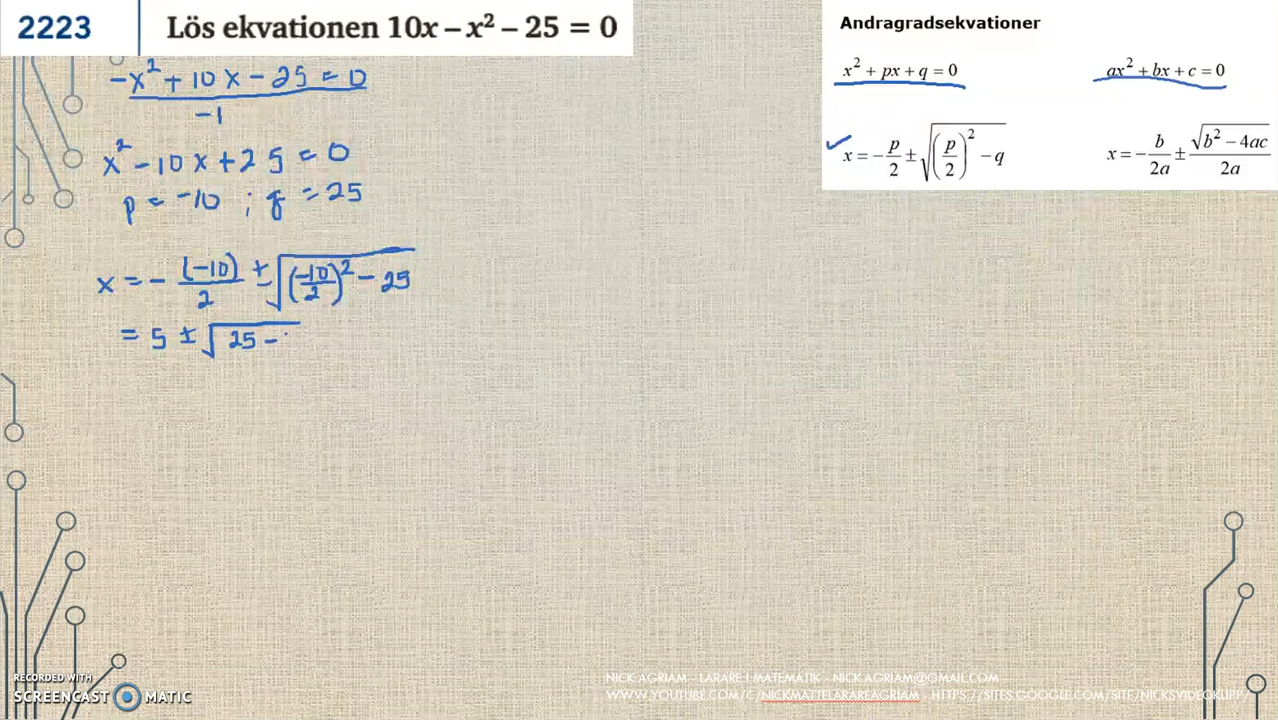 2223 Lös ekvationen 10x – x² – 25 = 0
-x² + 10x - 25 = 0
-1
x² - 10x + 25 = 0
p = -10 ; q = 25
x = - (-10)/2 ± √((-10/2)² - 25
= 5 ± √25 -
Andragradsekvationer
x² + px + q = 0
ax² + bx + c = 0
x = - p/2 ± √((p/2)² - q)
x = - b/2a ± √(b² - 4ac)/2a
RECORDED WITH
SCREENCAST MATIC
NICK AGRIAM - LÄRARE I MATEMATIK - NICK.AGRIAM@GMAIL.COM
WWW.YOUTUBE.COM/C/NICKMATTELARAREAGRIAM - HTTPS://SITES.GOOGLE.COM/SITE/NICKSVIDEOKLIPP/